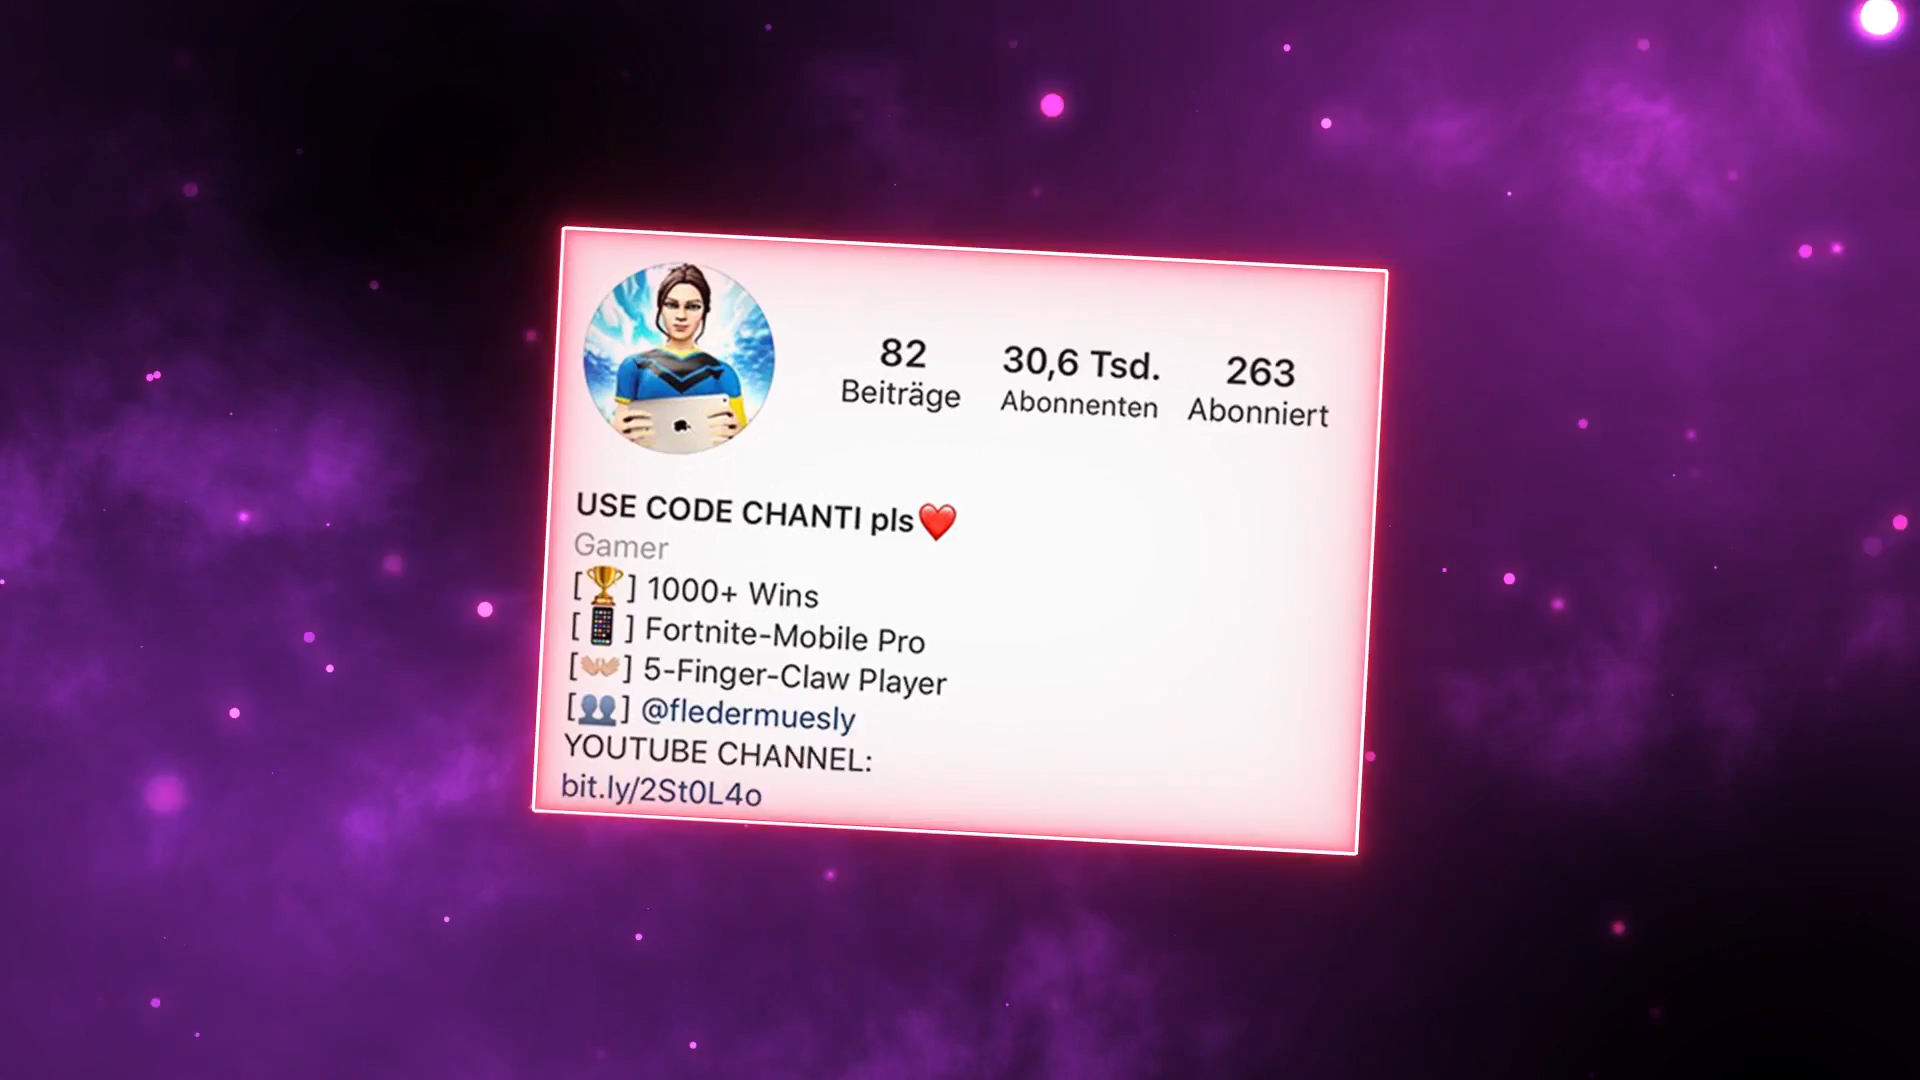 82 30,6 Tsd. 263
Beiträge Abonnenten Abonniert
USE CODE CHANTI pls❤️
Gamer
[🏆] 1000+ Wins
[📱] Fortnite-Mobile Pro
[👐🏼] 5-Finger-Claw Player
[👥] @fledermuesly
YOUTUBE CHANNEL:
bit.ly/2St0L4o